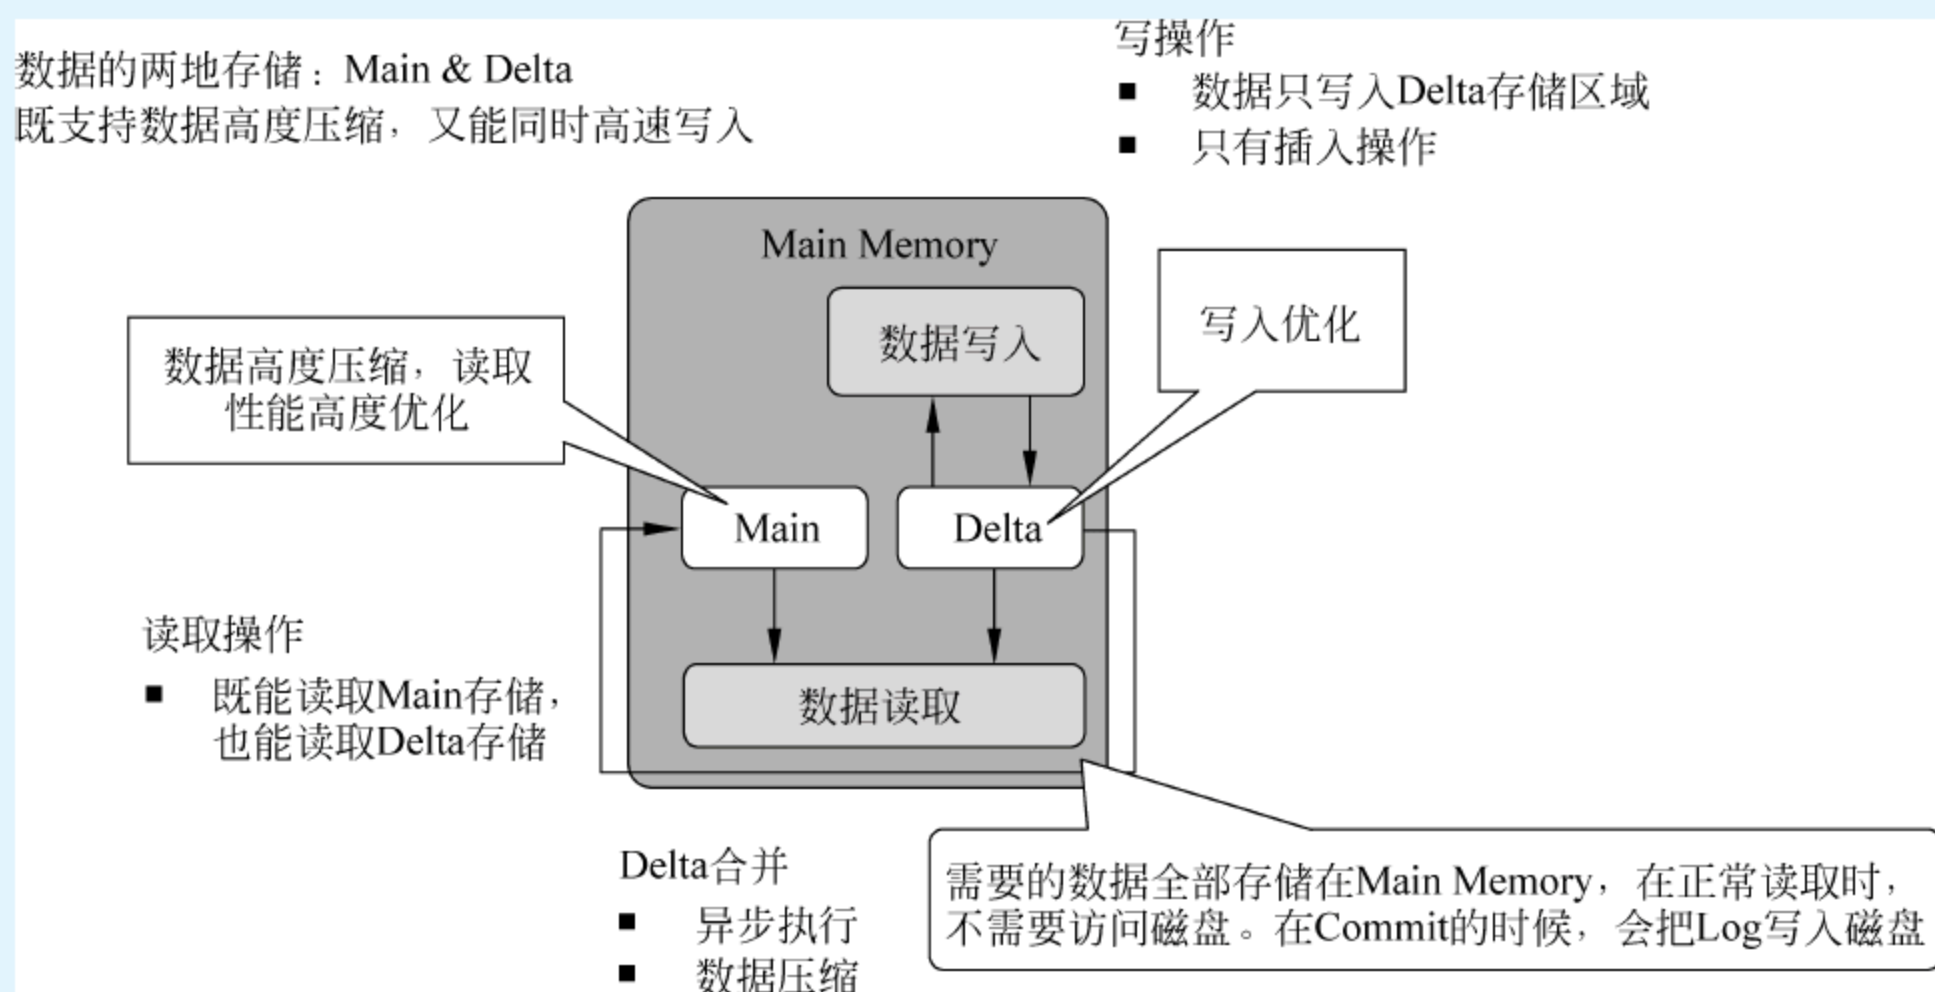 数据的两地存储：Main & Delta
既支持数据高度压缩，又能同时高速写入
写操作
■ 数据只写入Delta存储区域
■ 只有插入操作
Main Memory
数据写入
写入优化
数据高度压缩，读取
性能高度优化
Main
Delta
读取操作
■ 既能读取Main存储，
也能读取Delta存储
数据读取
Delta合并
■ 异步执行
■ 数据压缩
需要的数据全部存储在Main Memory，在正常读取时，
不需要访问磁盘。在Commit的时候，会把Log写入磁盘